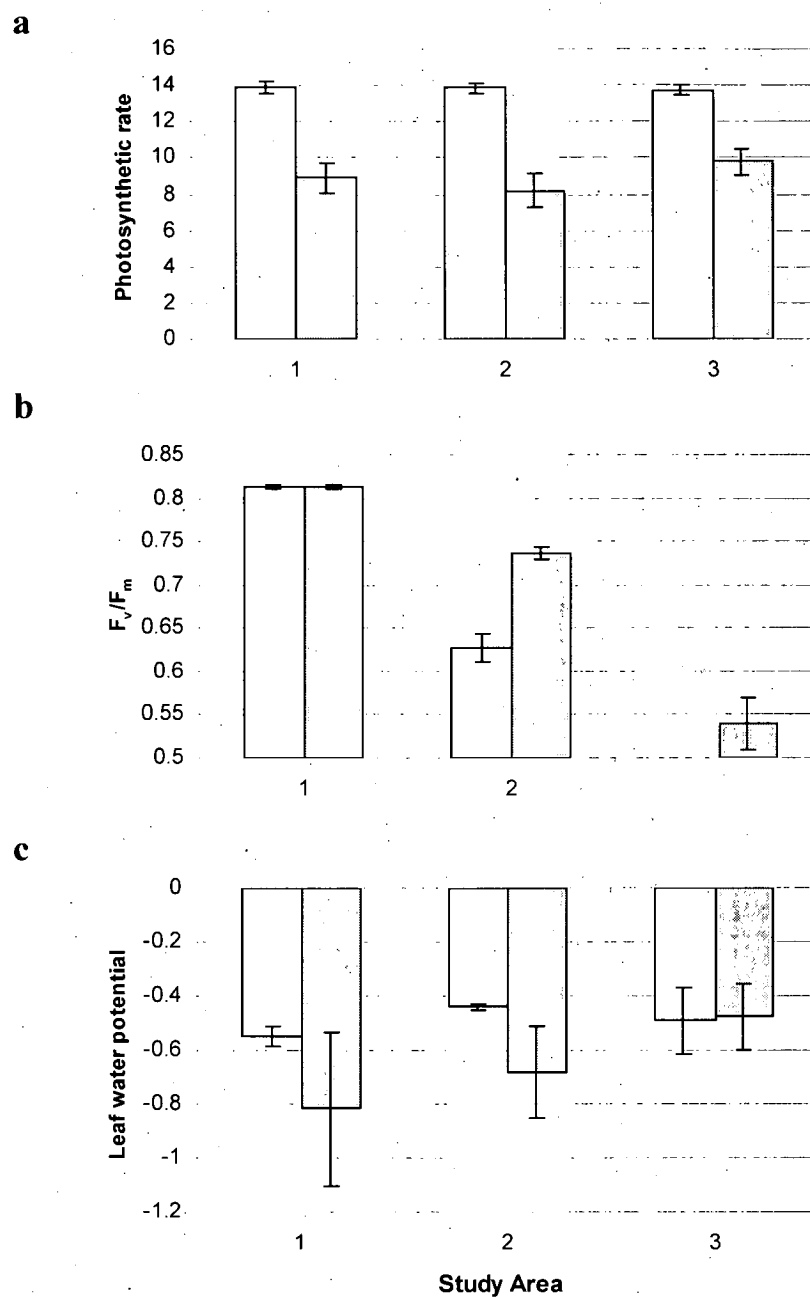 a
Photosynthetic rate
16
14
12
10
8
6
4
2
0
1 2 3
b
Fv/Fm
0.85
0.8
0.75
0.7
0.65
0.6
0.55
0.5
1 2
c
Leaf water potential
0
-0.2
-0.4
-0.6
-0.8
-1
-1.2
1 2 3
Study Area